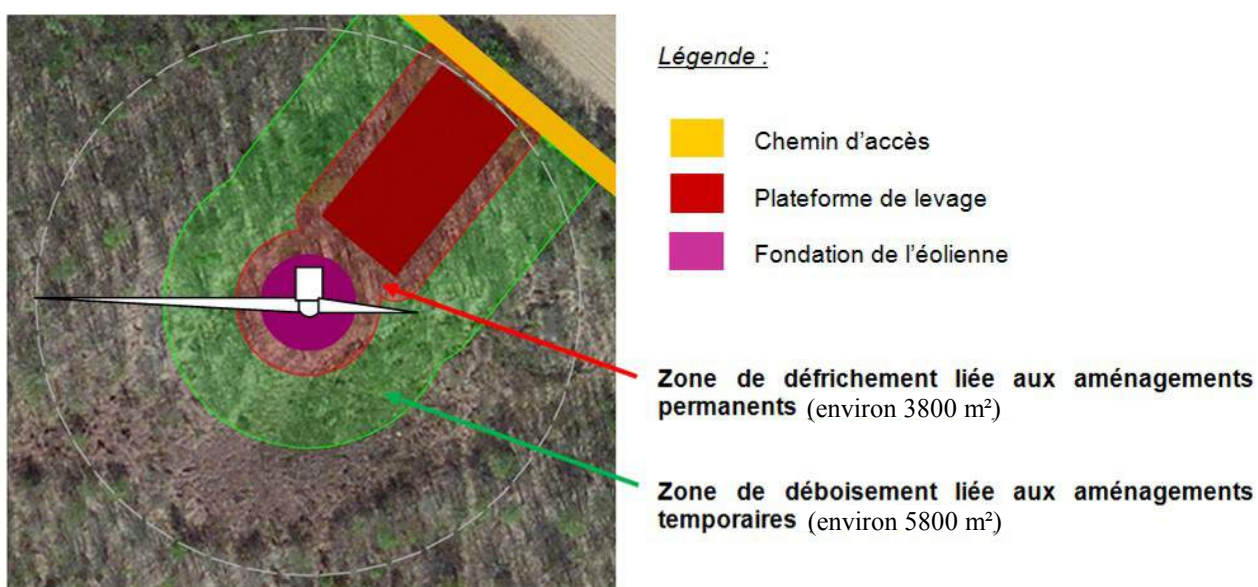 Légende :
Chemin d'accès
Plateforme de levage
Fondation de l'éolienne
Zone de défrichement liée aux aménagements
permanents (environ 3800 m²)
Zone de déboisement liée aux aménagements
temporaires (environ 5800 m²)